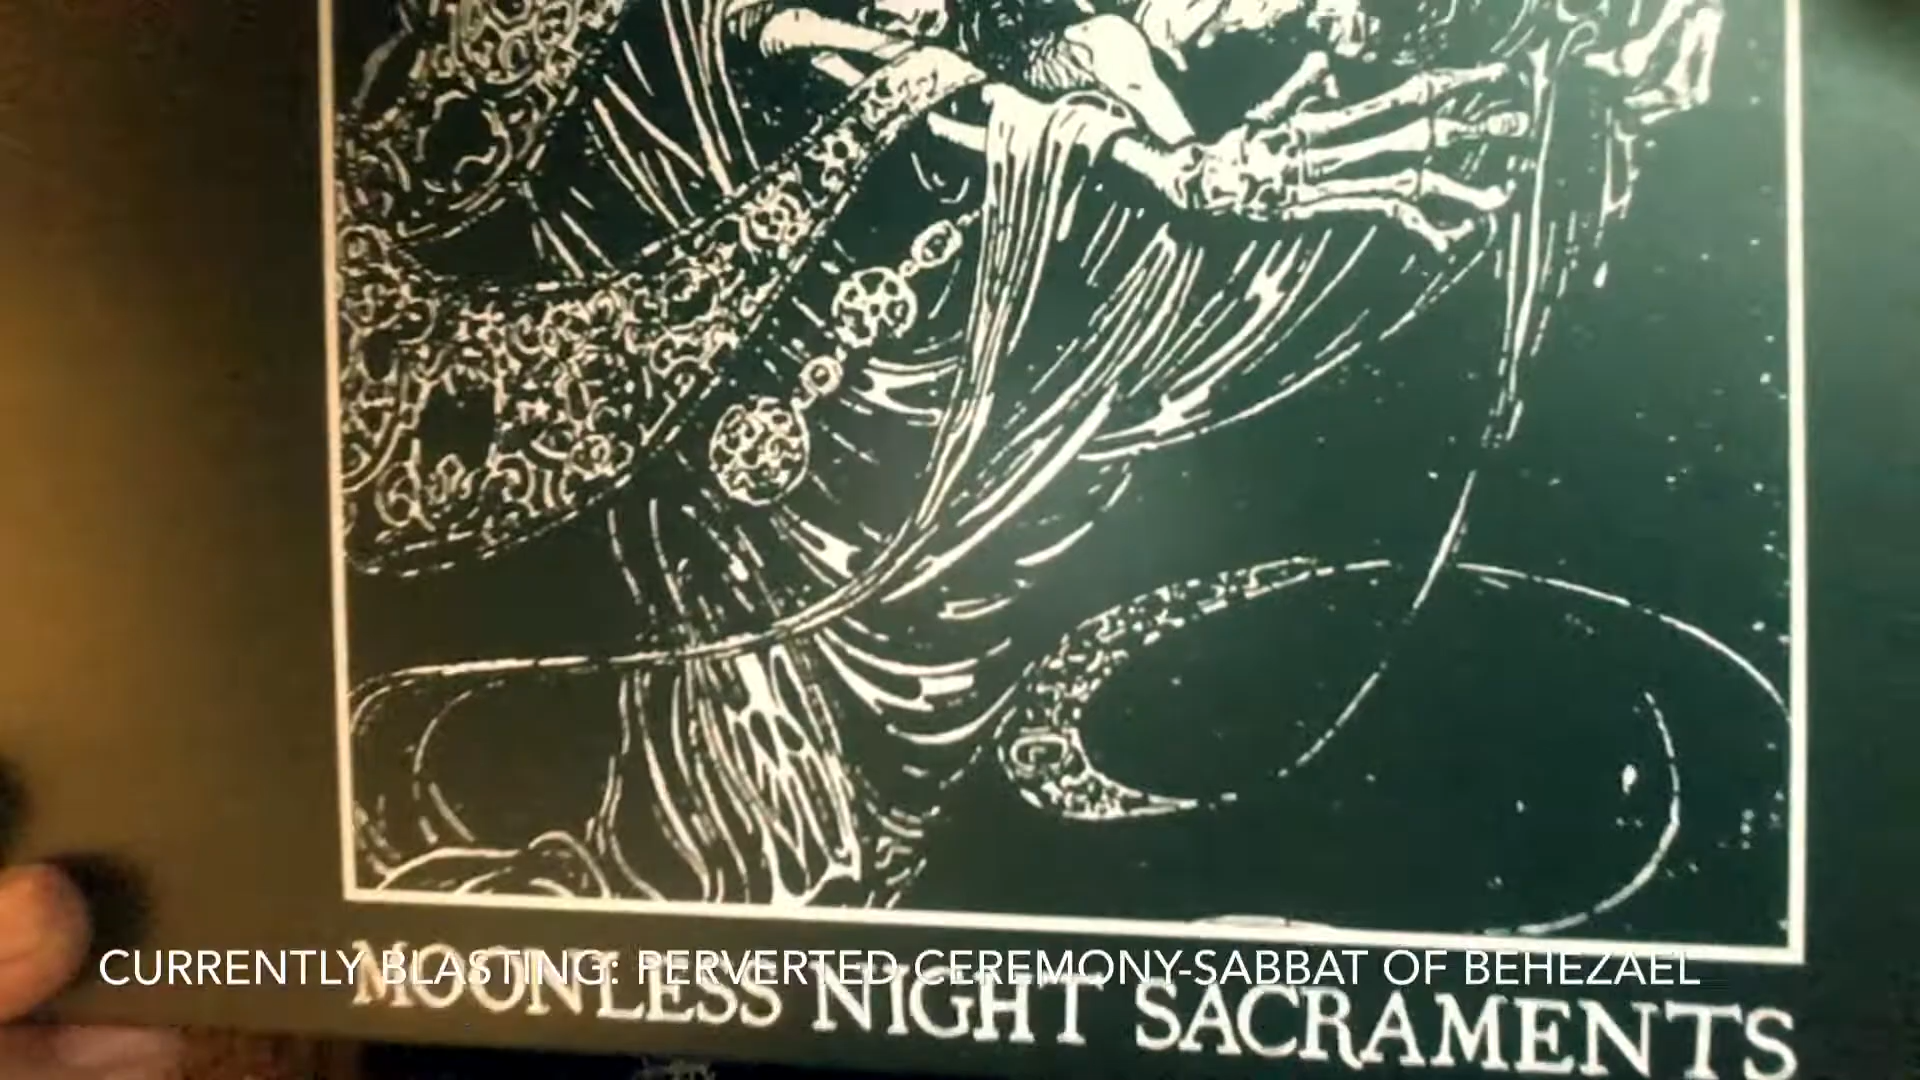 CURRENTLY BLASTING: PERVERTED CEREMONY-SABBAT OF BEHEZAEL
MOONLESS NIGHT SACRAMENTS